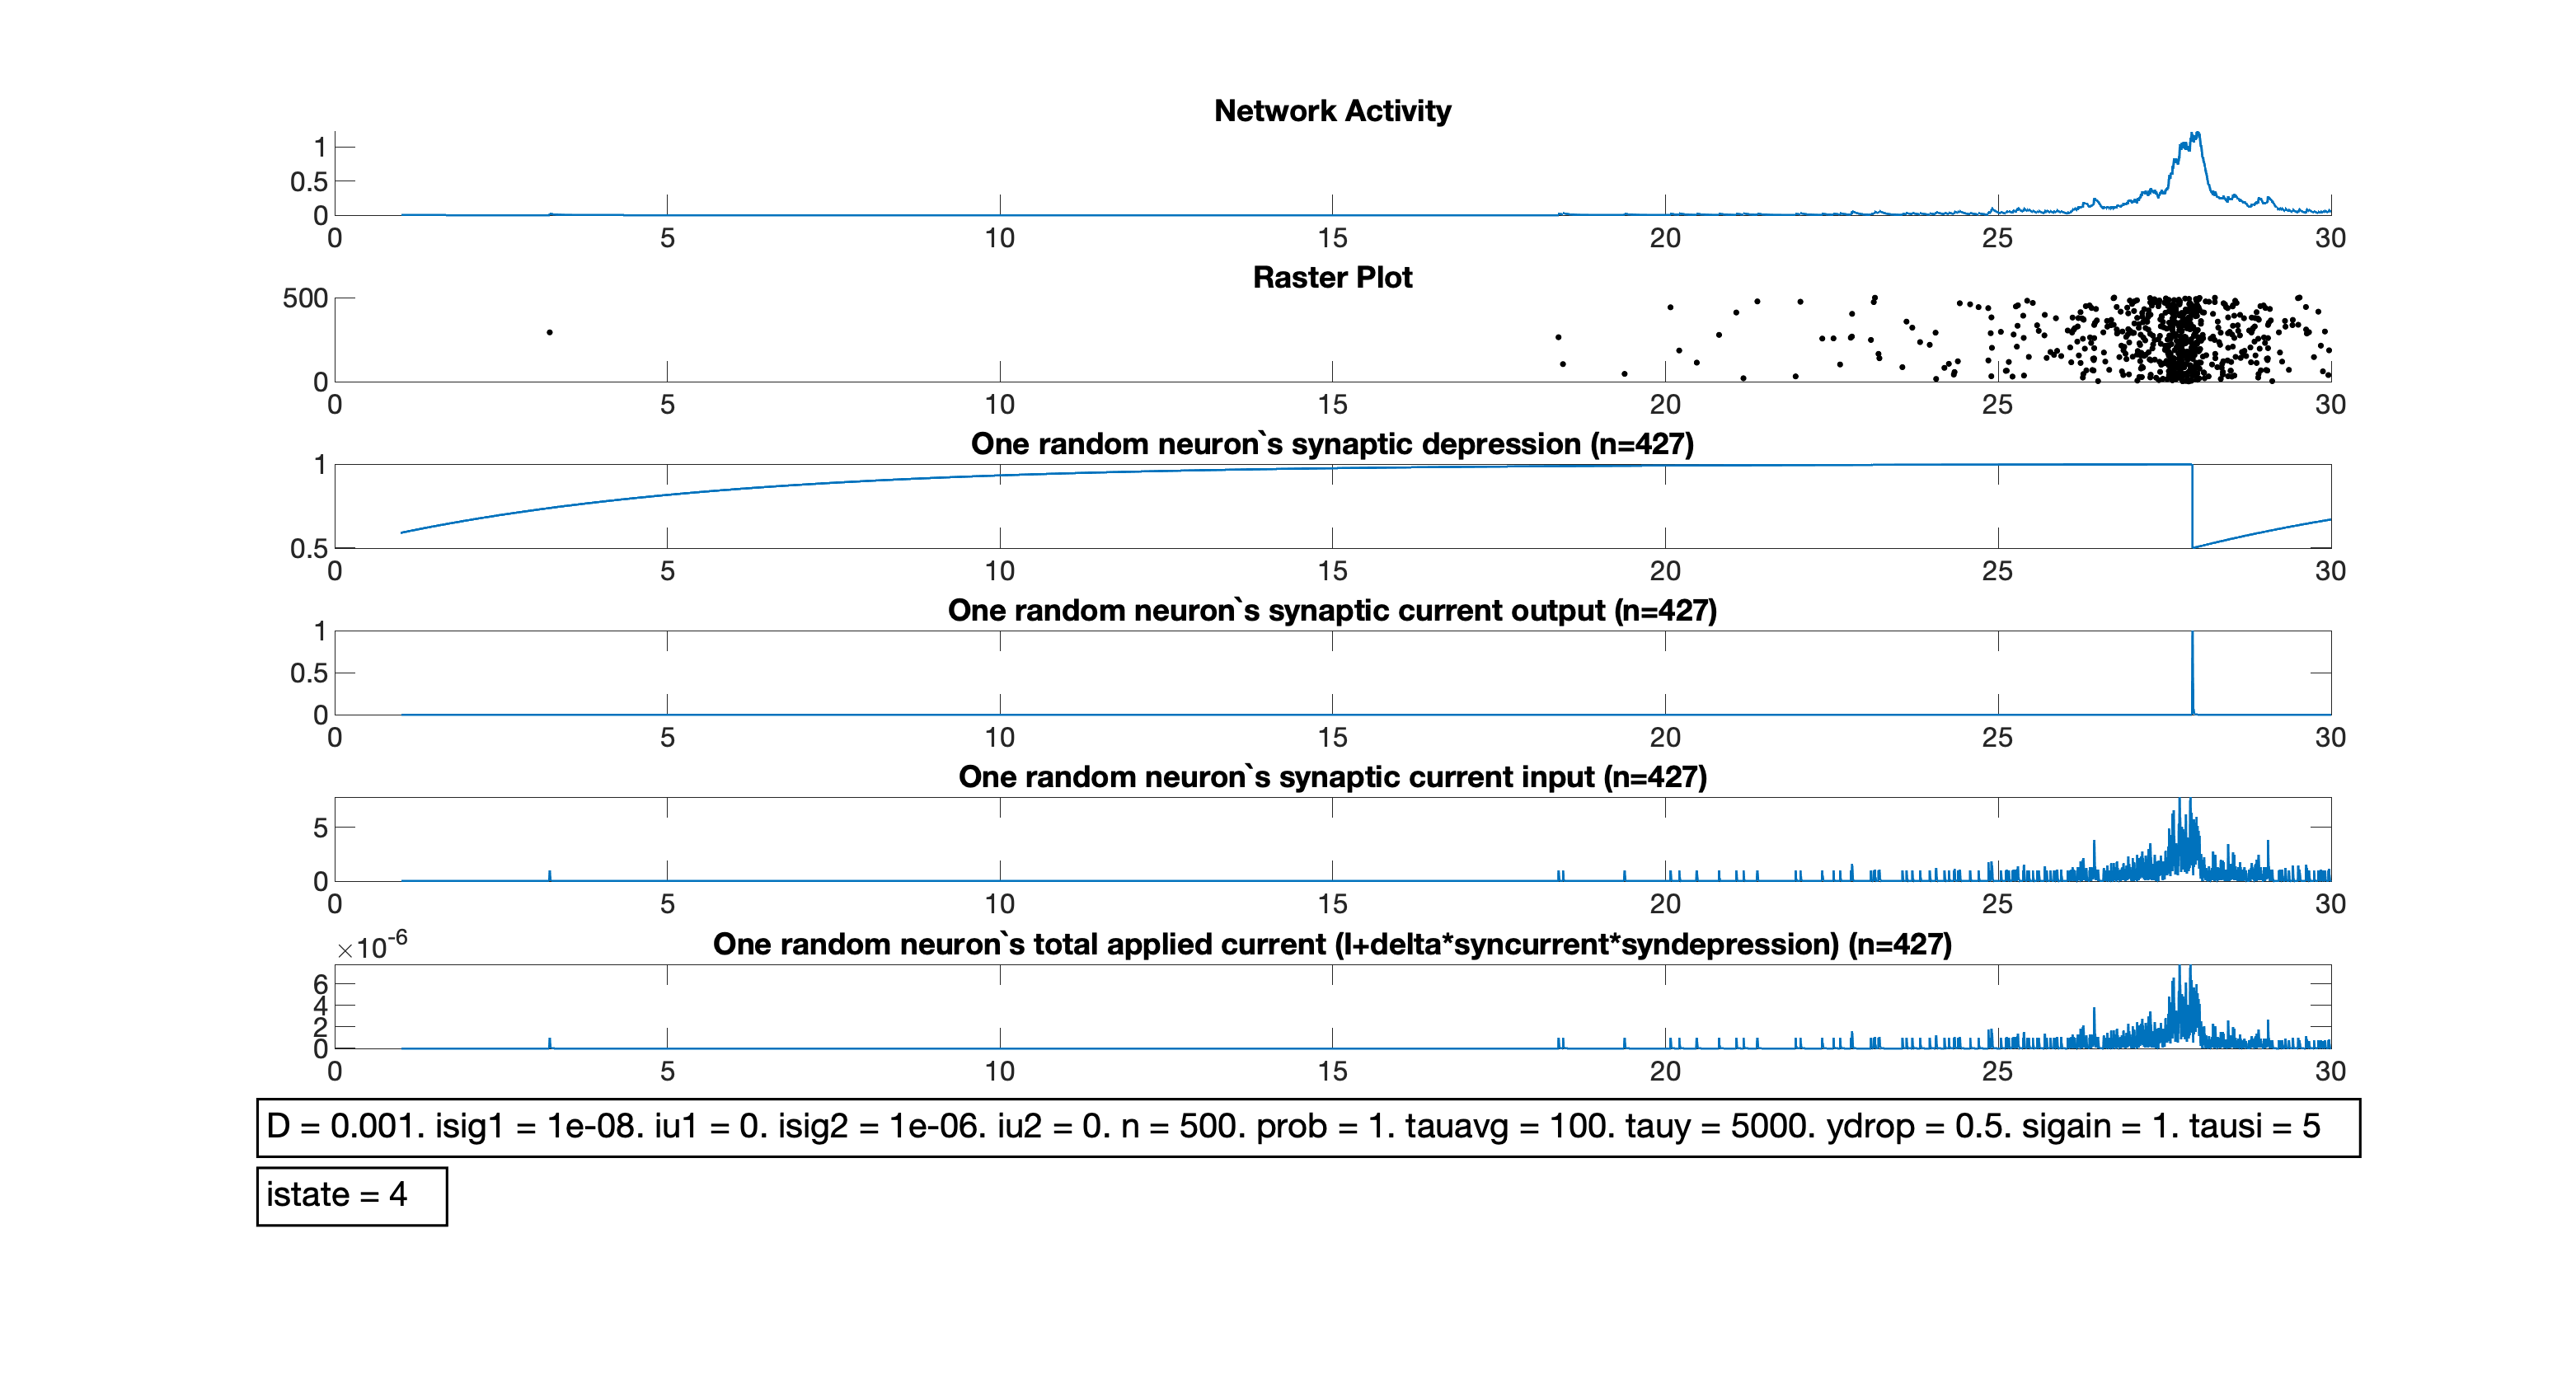 Network Activity
1
0.5
0
0 5 10 15 20 25 30
Raster Plot
500
0
0 5 10 15 20 25 30
One random neuron`s synaptic depression (n=427)
1
0.5
0 5 10 15 20 25 30
One random neuron`s synaptic current output (n=427)
1
0.5
0
0 5 10 15 20 25 30
One random neuron`s synaptic current input (n=427)
5
0
0 5 10 15 20 25 30
×10⁻⁶
One random neuron`s total applied current (I+delta*syncurrent*syndepression) (n=427)
6
4
2
0
0 5 10 15 20 25 30
D = 0.001. isig1 = 1e-08. iu1 = 0. isig2 = 1e-06. iu2 = 0. n = 500. prob = 1. tauavg = 100. tauy = 5000. ydrop = 0.5. sigain = 1. tausi = 5
istate = 4